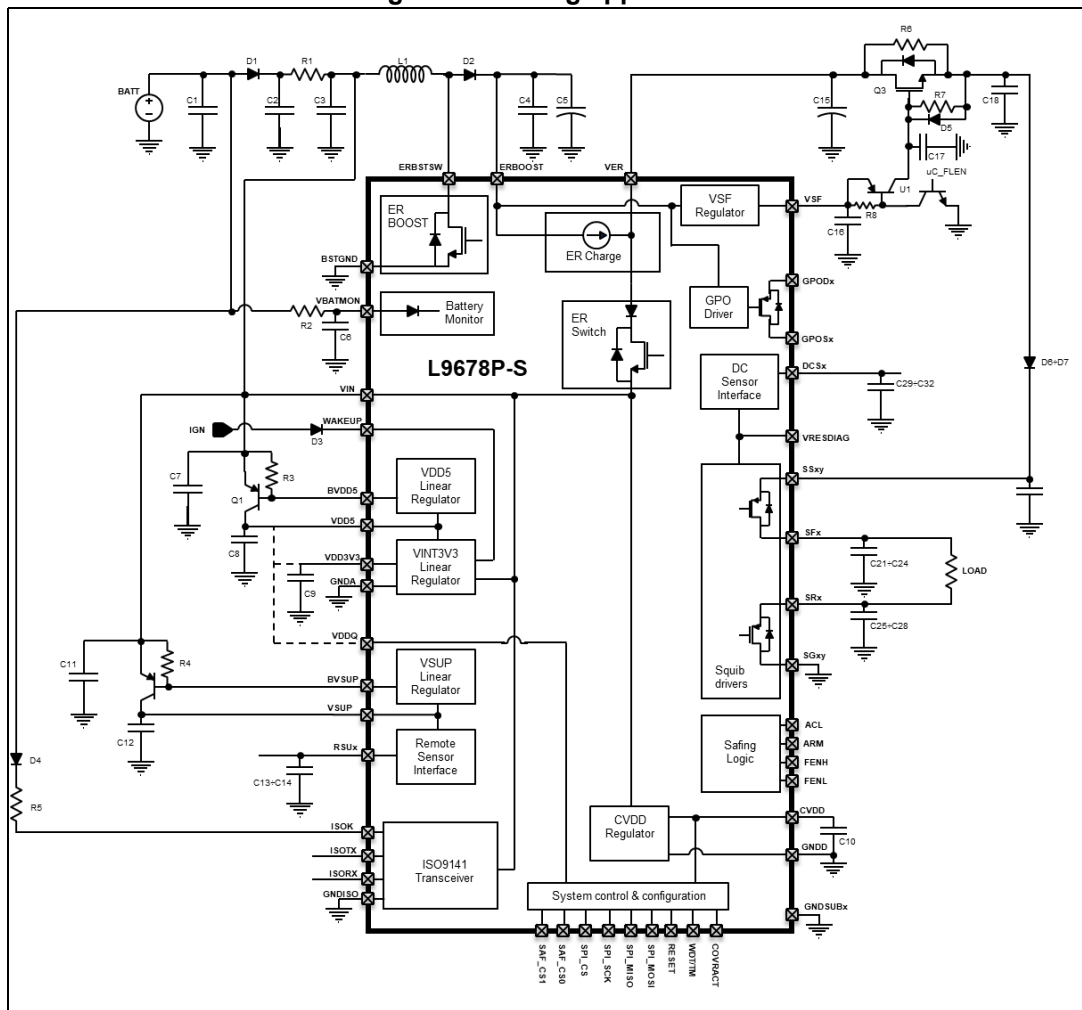 R6
D1
R1
L1
D2
BATT
C1
C2
C3
C4
C5
C15
Q3
R7
D5
C18
C17
uC_FLEN
U1
R8
C16
ERBSTSW
ERBOOST
VER
VSF
ER
BOOST
VSF
Regulator
ER Charge
BSTGND
GPODx
VBATMON
R2
C6
Battery
Monitor
ER
Switch
GPO
Driver
GPOSx
L9678P-S
DC
Sensor
Interface
DCSx
C29÷C32
D6÷D7
VIN
IGN
D3
WAKEUP
VRESDIAG
C7
R3
Q1
BVDD5
VDD5
Linear
Regulator
SSxy
VDD5
C8
VDD3V3
C9
GNDA
VINT3V3
Linear
Regulator
SFx
C21÷C24
LOAD
SRx
C25÷C28
VDDQ
C11
R4
BVSUP
VSUP
Linear
Regulator
SGxy
Squib
drivers
VSUP
C12
RSUx
C13÷C14
Remote
Sensor
Interface
Safing
Logic
ACL
ARM
FENH
FENL
D4
R5
ISOK
ISOTX
ISORX
GNDISO
ISO9141
Transceiver
CVDD
Regulator
CVDD
C10
GNDD
System control & configuration
GNDSUBx
SAF_CS1
SAF_CS0
SPI_CS
SPI_SCK
SPI_MISO
SPI_MOSI
RESET
WDT/TM
COVRACT